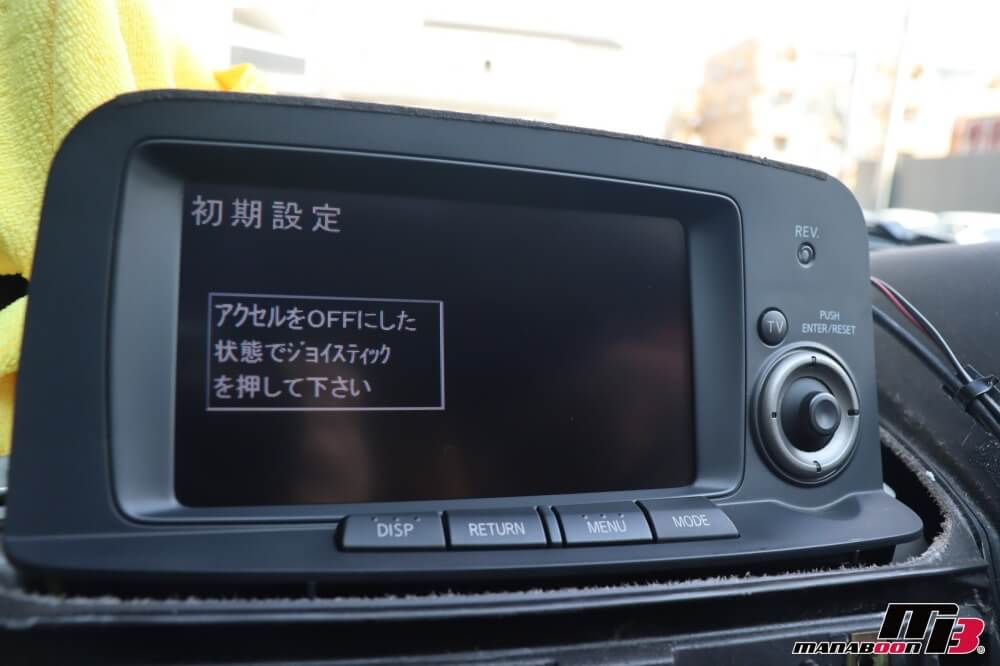 初期設定
アクセルをOFFにした
状態でｼﾞｮｲｽﾃｨｯｸ
を押して下さい
REV.
TV
PUSH
ENTER/RESET
DISP
RETURN
MENU
MODE
M3
MANABOON